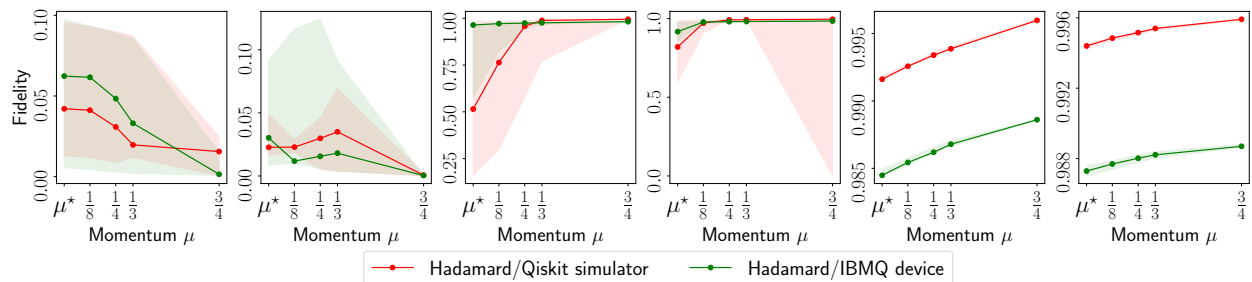 Fidelity
0.10
0.05
0.00
μ⋆ 1/8 1/4 1/3 3/4
Momentum μ
0.10
0.05
0.00
μ⋆ 1/8 1/4 1/3 3/4
Momentum μ
1.00
0.75
0.50
0.25
μ⋆ 1/8 1/4 1/3 3/4
Momentum μ
1.0
0.5
0.0
μ⋆ 1/8 1/4 1/3 3/4
Momentum μ
0.995
0.990
0.985
μ⋆ 1/8 1/4 1/3 3/4
Momentum μ
0.996
0.992
0.988
μ⋆ 1/8 1/4 1/3 3/4
Momentum μ
Hadamard/Qiskit simulator
Hadamard/IBMQ device